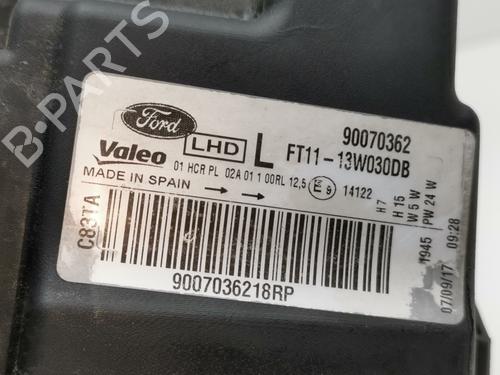 B-PARTS
Ford
LHD L 90070362
Valeo FT11-13W030DB
01 HCR PL 02A 01 1 00RL 12,5 E9 14122
MADE IN SPAIN
H7
H 15
W 5 W
PW 24 W
C83TA
1945
07/09/17 09:28
9007036218RP